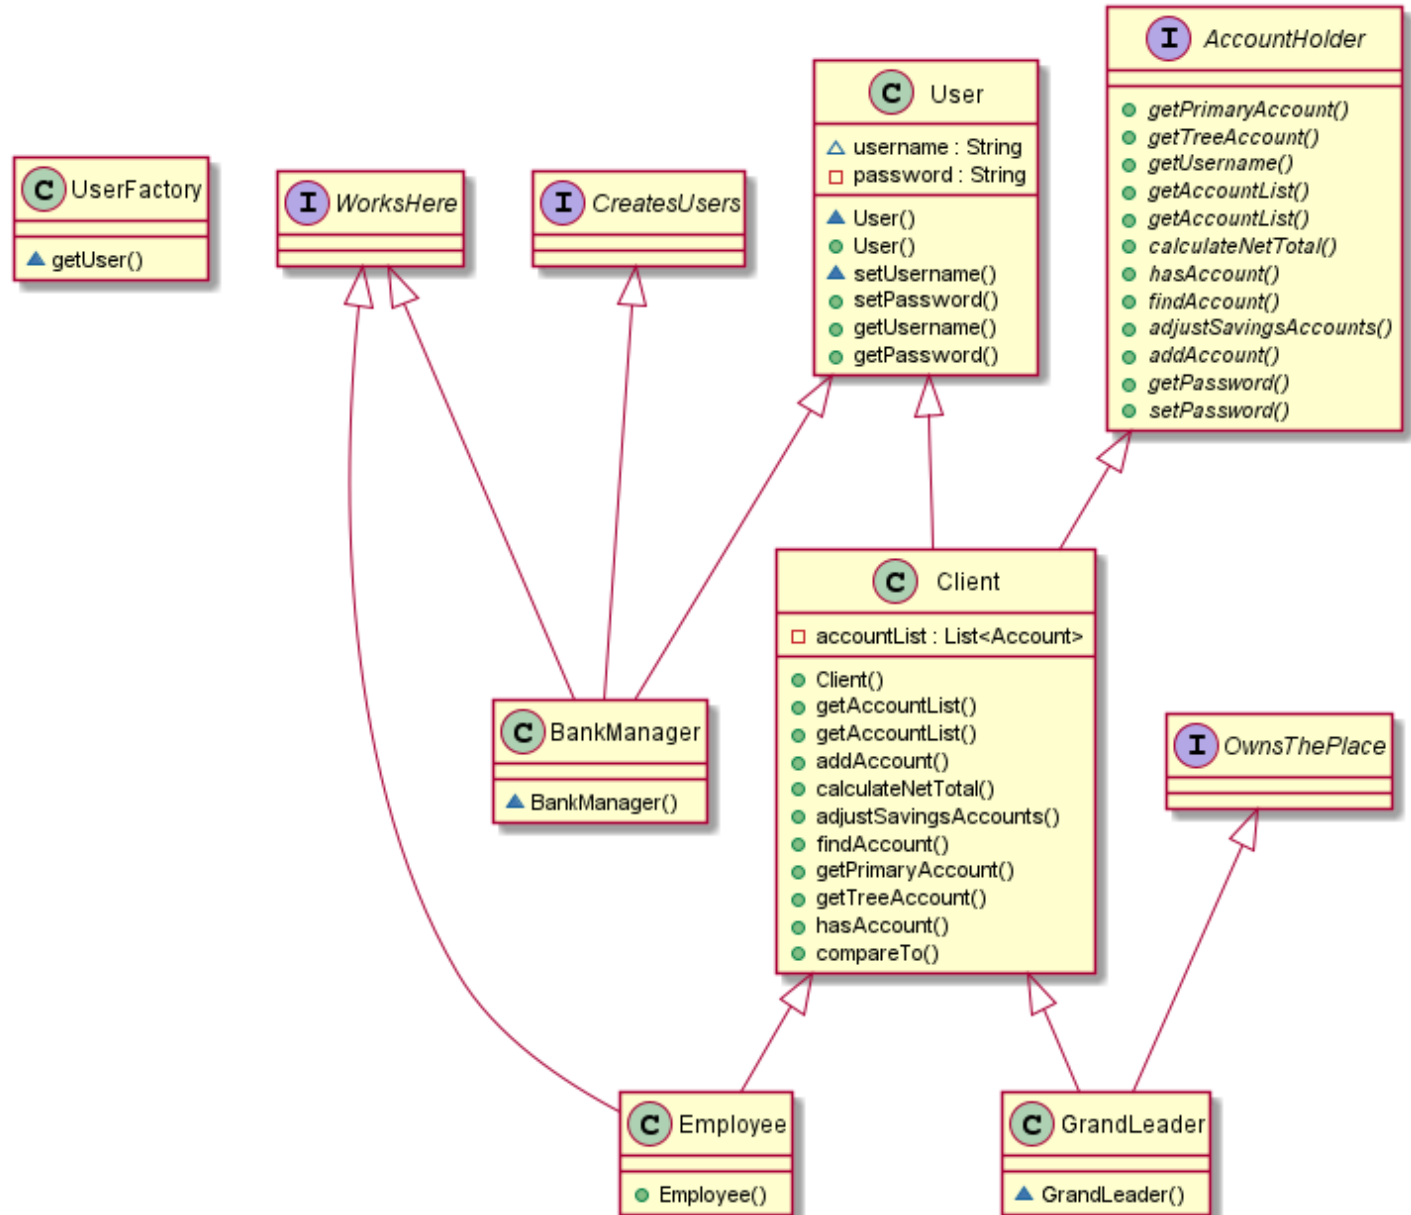 I AccountHolder
getPrimaryAccount()
getTreeAccount()
getUsername()
getAccountList()
getAccountList()
calculateNetTotal()
hasAccount()
findAccount()
adjustSavingsAccounts()
addAccount()
getPassword()
setPassword()
C User
username : String
password : String
User()
User()
setUsername()
setPassword()
getUsername()
getPassword()
C UserFactory
getUser()
I WorksHere
I CreatesUsers
C Client
accountList : List<Account>
Client()
getAccountList()
getAccountList()
addAccount()
calculateNetTotal()
adjustSavingsAccounts()
findAccount()
getPrimaryAccount()
getTreeAccount()
hasAccount()
compareTo()
C BankManager
BankManager()
I OwnsThePlace
C Employee
Employee()
C GrandLeader
GrandLeader()